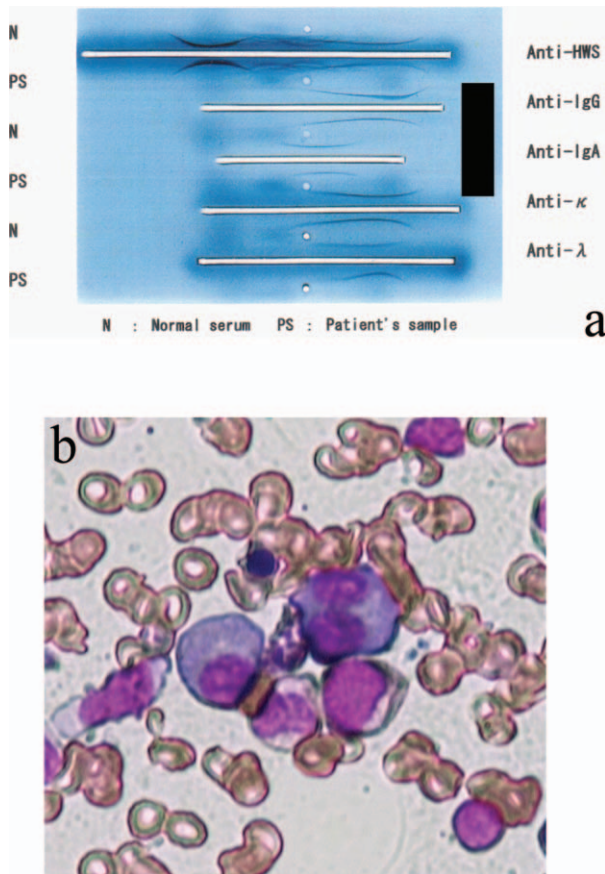 N
Anti-HWS
PS
Anti-IgG
N
Anti-IgA
PS
Anti-κ
N
Anti-λ
PS
N : Normal serum PS : Patient's sample
a
b